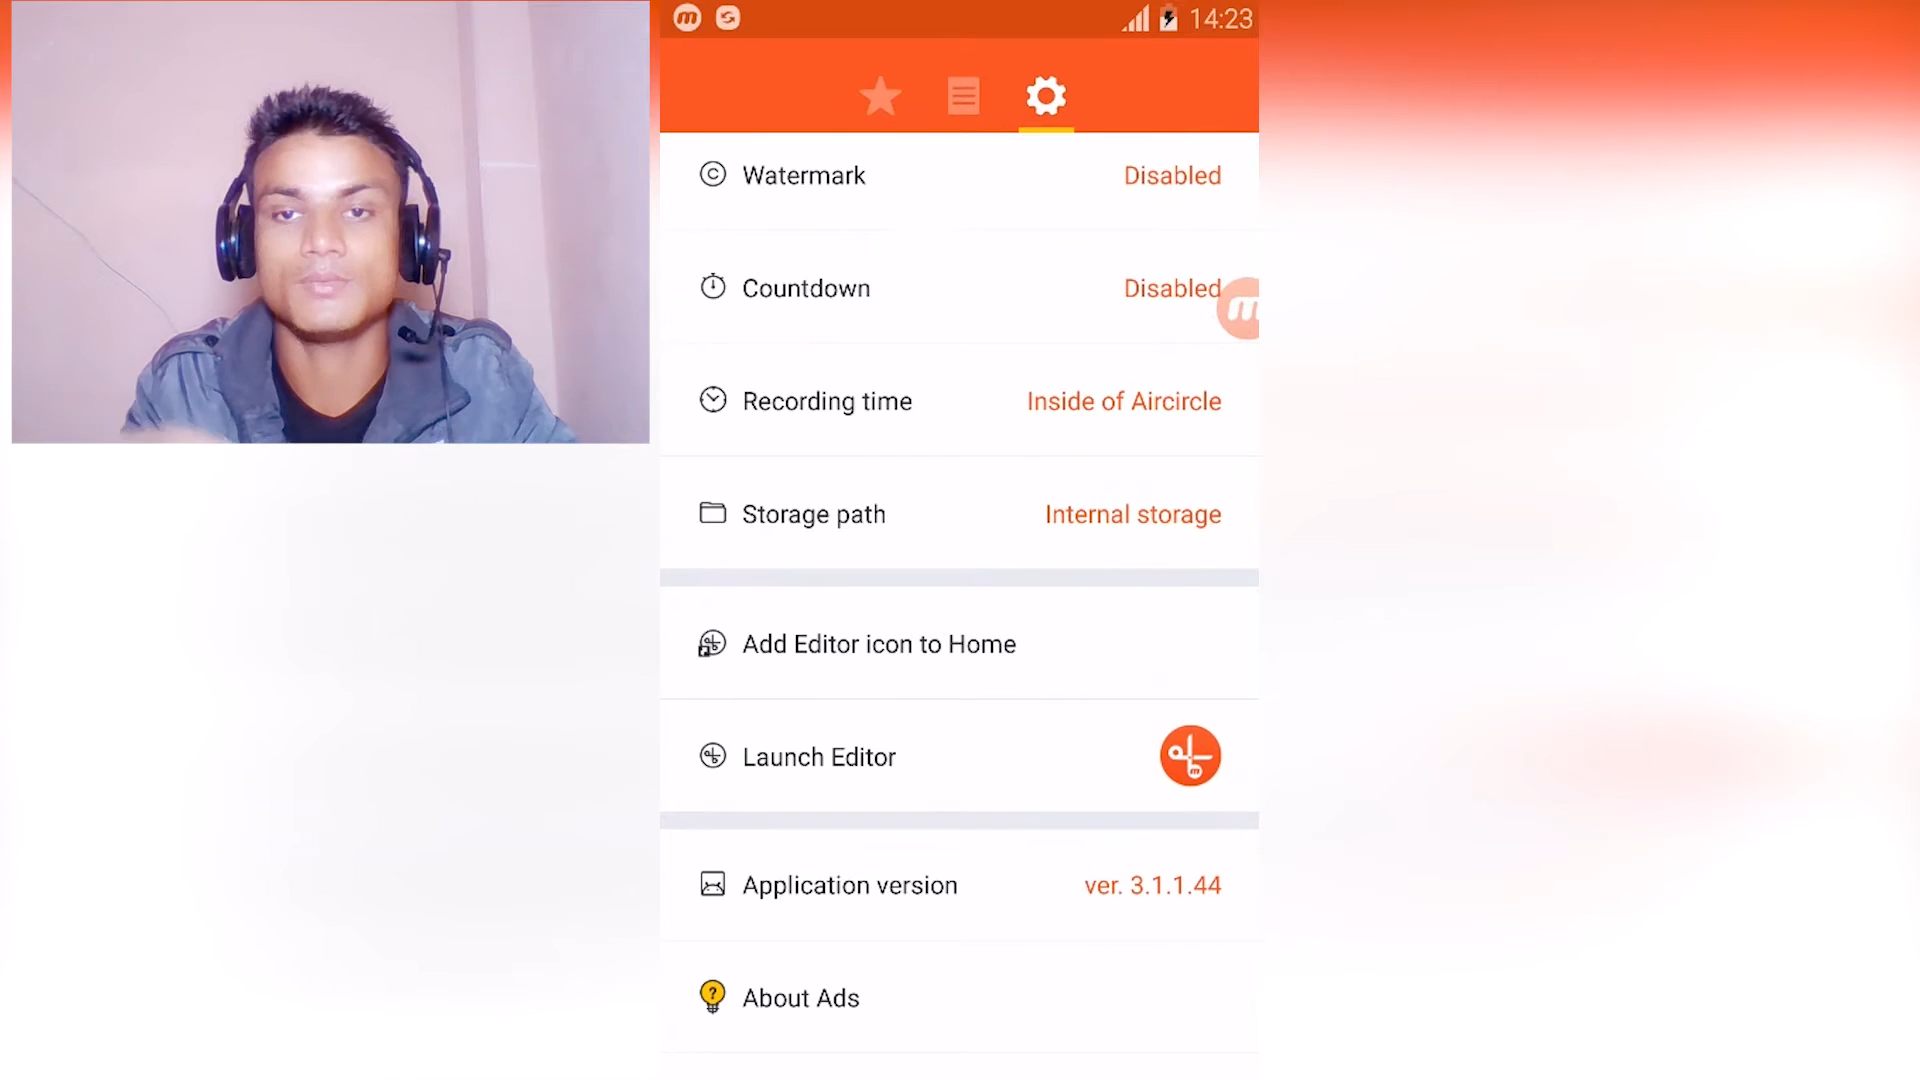 14:23
Watermark Disabled
Countdown Disabled
m
Recording time Inside of Aircircle
Storage path Internal storage
Add Editor icon to Home
Launch Editor
Application version ver. 3.1.1.44
About Ads